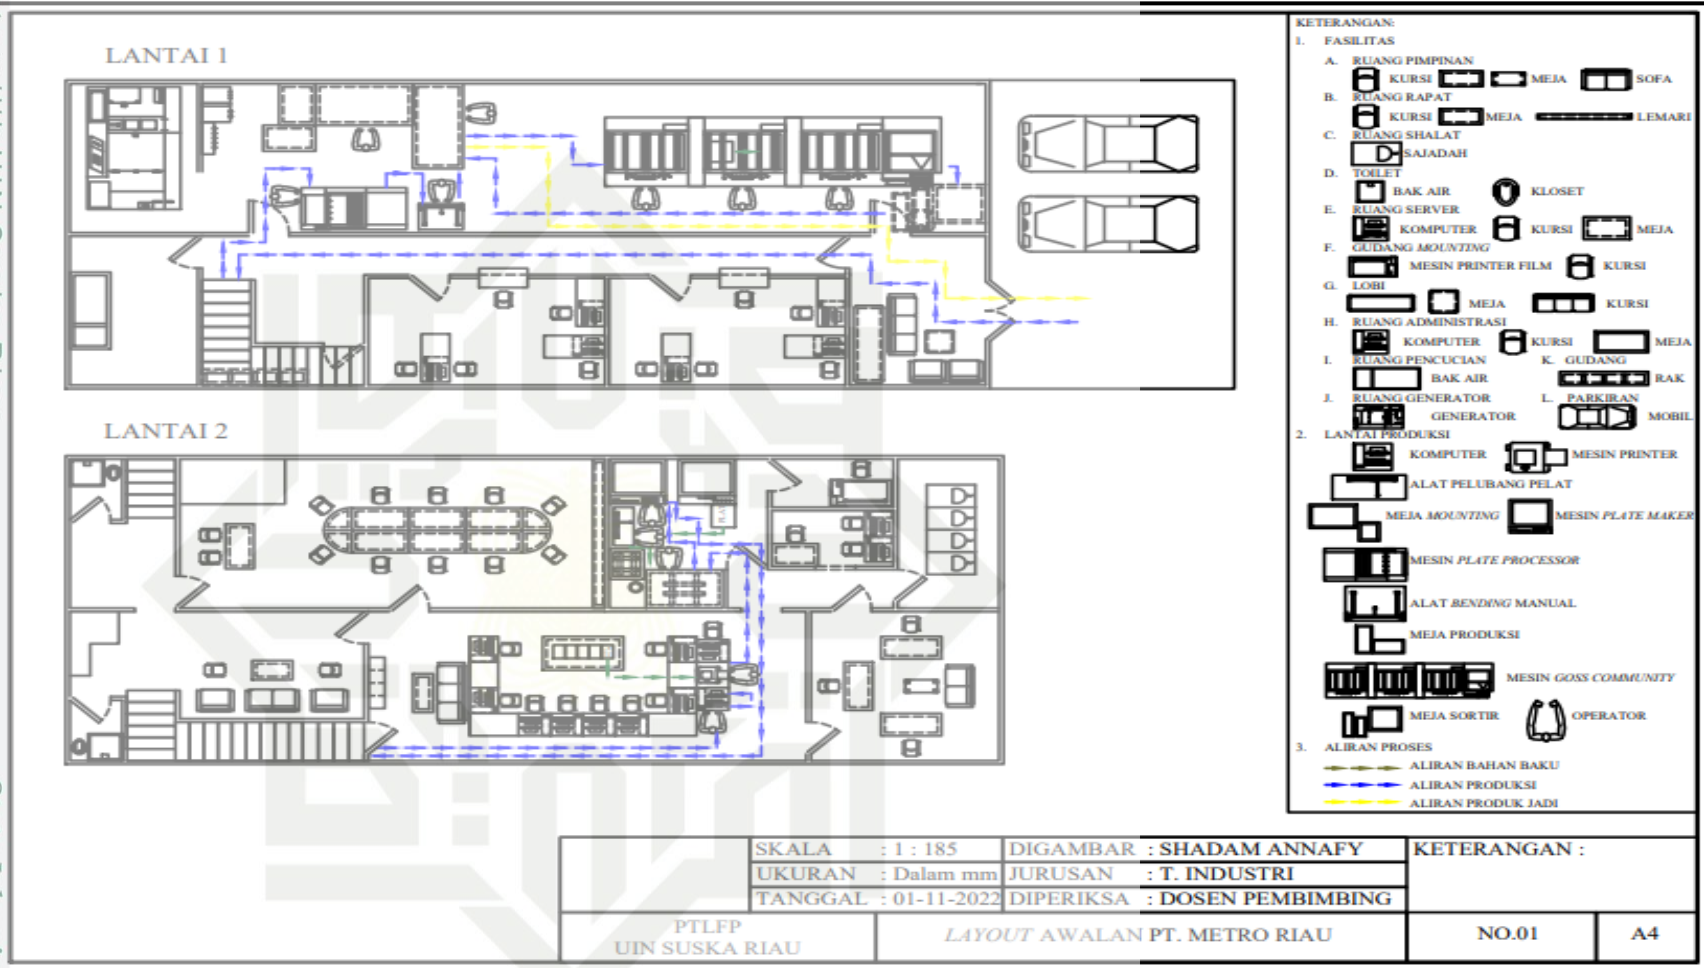 LANTAI 1
LANTAI 2
KETERANGAN:
1. FASILITAS
A. RUANG PIMPINAN
KURSI MEJA SOFA
B. RUANG RAPAT
KURSI MEJA LEMARI
C. RUANG SHALAT
SAJADAH
D. TOILET
BAK AIR KLOSET
E. RUANG SERVER
KOMPUTER KURSI MEJA
F. GUDANG MOUNTING
MESIN PRINTER FILM KURSI
G. LOBI
MEJA KURSI
H. RUANG ADMINISTRASI
KOMPUTER KURSI MEJA
I. RUANG PENCUCIAN K. GUDANG
BAK AIR RAK
J. RUANG GENERATOR L. PARKIRAN
GENERATOR MOBIL
2. LANTAI PRODUKSI
KOMPUTER MESIN PRINTER
ALAT PELUBANG PELAT
MEJA MOUNTING MESIN PLATE MAKER
MESIN PLATE PROCESSOR
ALAT BENDING MANUAL
MEJA PRODUKSI
MESIN GOSS COMMUNITY
MEJA SORTIR OPERATOR
3. ALIRAN PROSES
ALIRAN BAHAN BAKU
ALIRAN PRODUKSI
ALIRAN PRODUK JADI
SKALA : 1 : 185 DIGAMBAR : SHADAM ANNAFY KETERANGAN :
UKURAN : Dalam mm JURUSAN : T. INDUSTRI
TANGGAL : 01-11-2022 DIPERIKSA : DOSEN PEMBIMBING
PTLFP
UIN SUSKA RIAU
LAYOUT AWALAN PT. METRO RIAU
NO.01
A4